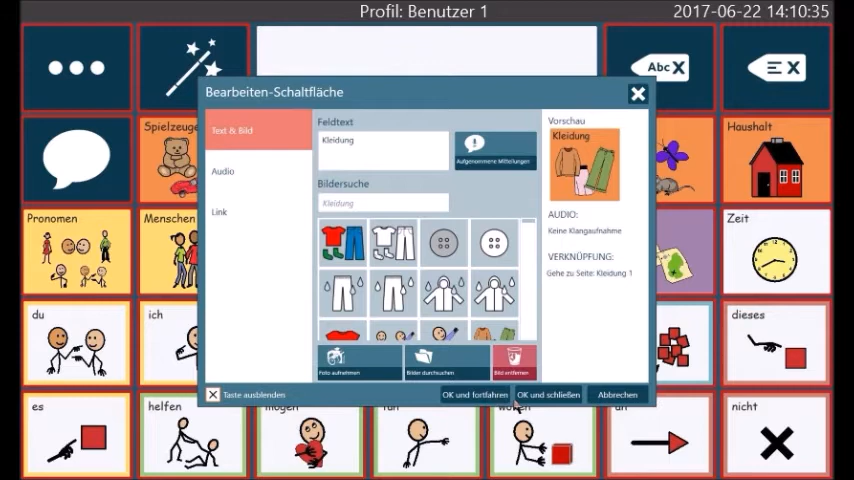 Profil: Benutzer 1
2017-06-22 14:10:35
Abc X
X
Spielzeuge
Haushalt
Bearbeiten-Schaltfläche
Text & Bild
Audio
Link
Feldtext
Kleidung
Aufgenommene Mitteilungen
Bildersuche
Kleidung
Foto aufnehmen
Bilder durchsuchen
Bild entfernen
Vorschau
Kleidung
AUDIO:
Keine Klangaufnahme
VERKNÜPFUNG:
Gehe zu Seite: Kleidung 1
Taste ausblenden
OK und fortfahren
OK und schließen
Abbrechen
Pronomen
Menschen
Zeit
du
ich
dieses
es
helfen
mögen
nicht